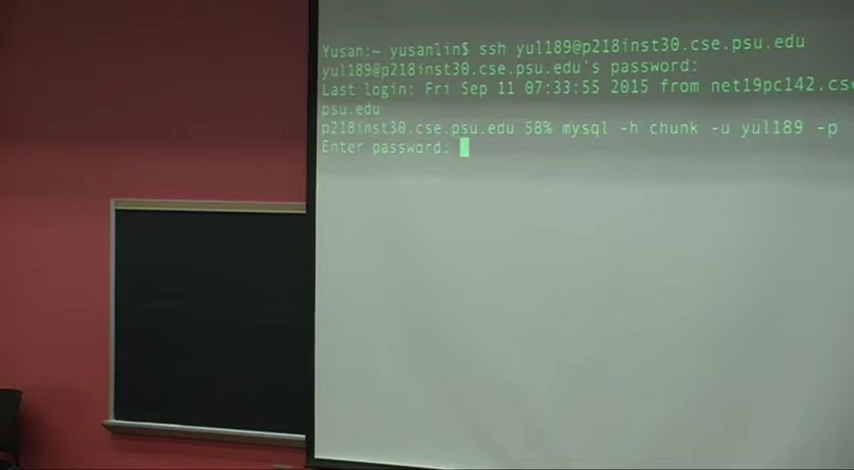 Yusan:~ yusanlin$ ssh yul189@p218inst30.cse.psu.edu
yul189@p218inst30.cse.psu.edu's password:
Last login: Fri Sep 11 07:33:55 2015 from net19pc142.cse
psu.edu
p218inst30.cse.psu.edu 58% mysql -h chunk -u yul189 -p
Enter password: